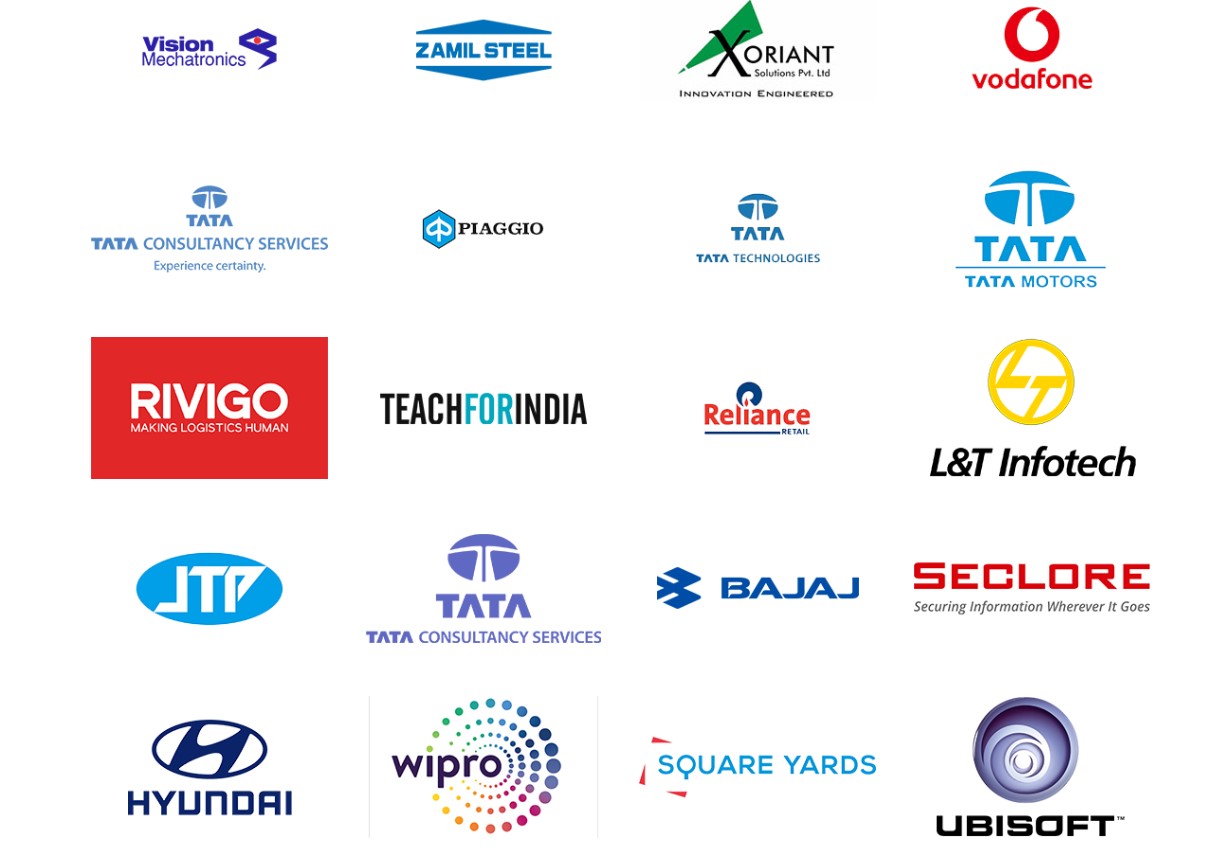 Vision
Mechatronics
ZAMIL STEEL
XORIANT
Solutions Pvt. Ltd
INNOVATION ENGINEERED
vodafone
TATA
TATA CONSULTANCY SERVICES
Experience certainty.
PIAGGIO
TATA
TATA TECHNOLOGIES
TATA
TATA MOTORS
RIVIGO
MAKING LOGISTICS HUMAN
TEACHFORINDIA
Reliance
RETAIL
LT
L&T Infotech
JTP
TATA
TATA CONSULTANCY SERVICES
BAJAJ
SECLORE
Securing Information Wherever It Goes
HYUNDAI
wipro
SQUARE YARDS
UBISOFT™